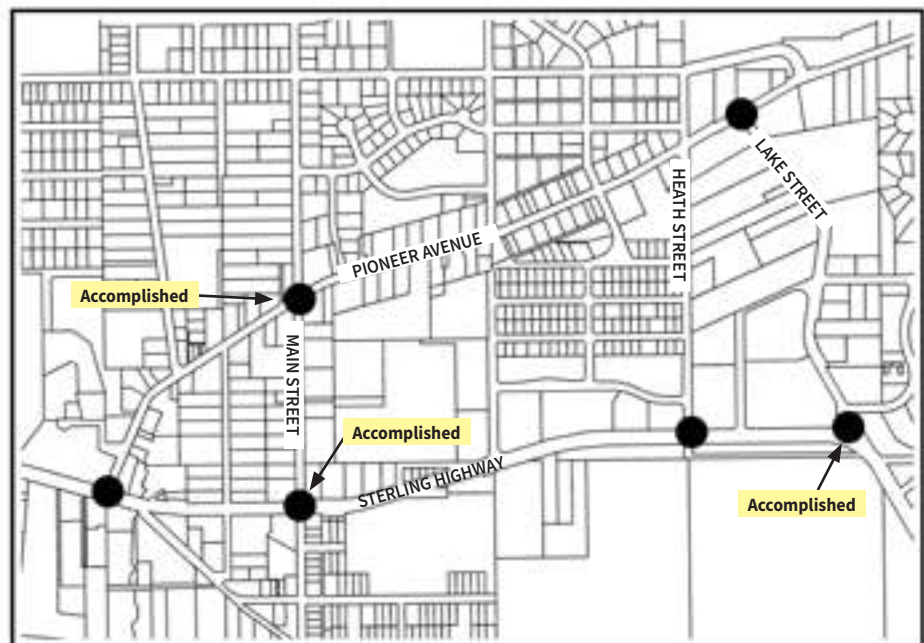 LAKE STREET
HEATH STREET
PIONEER AVENUE
Accomplished
MAIN STREET
Accomplished
STERLING HIGHWAY
Accomplished